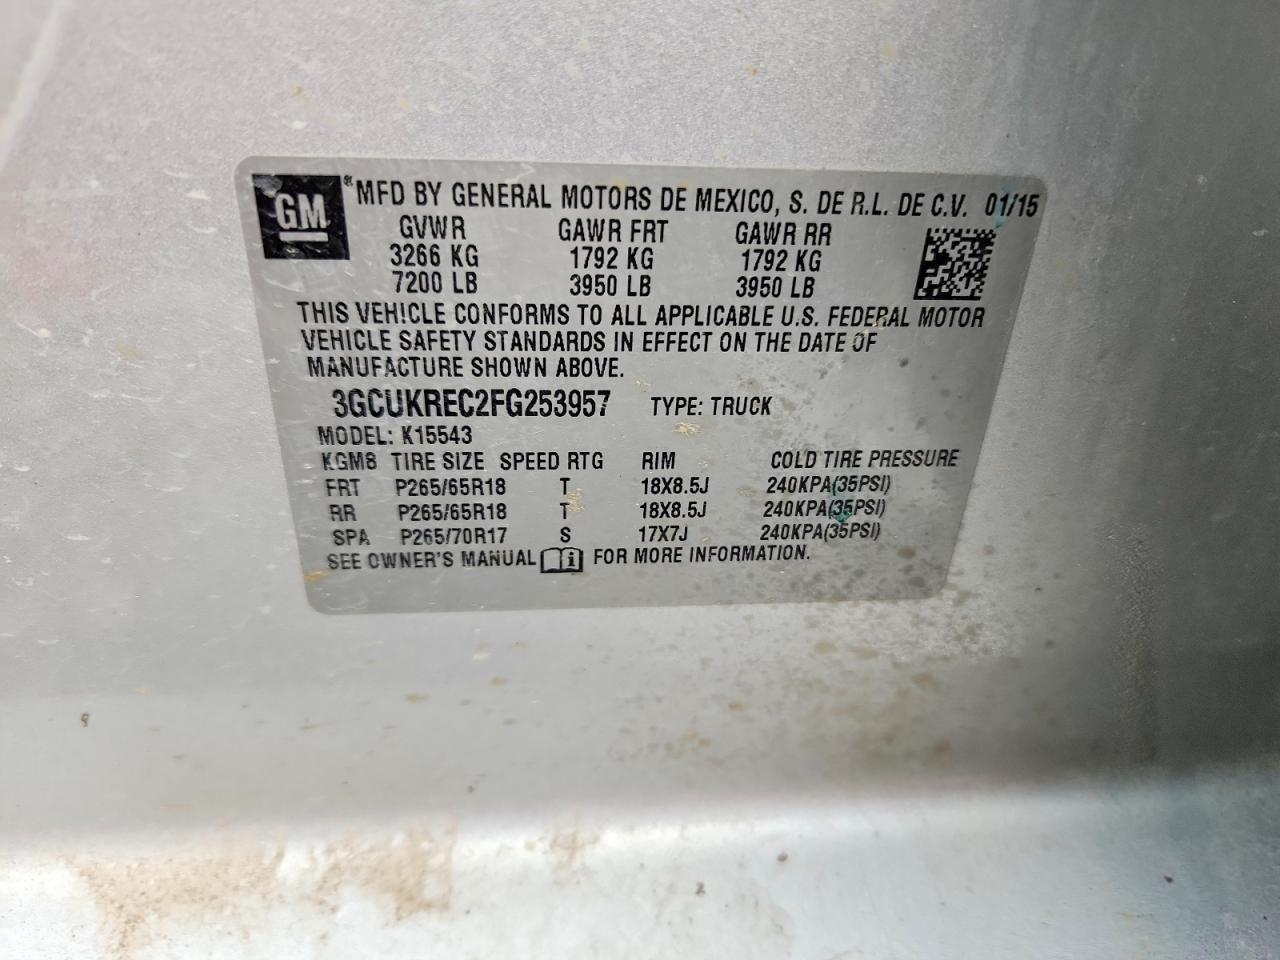 GM ® MFD BY GENERAL MOTORS DE MEXICO, S. DE R.L. DE C.V. 01/15
GVWR GAWR FRT GAWR RR
3266 KG 1792 KG 1792 KG
7200 LB 3950 LB 3950 LB
THIS VEHICLE CONFORMS TO ALL APPLICABLE U.S. FEDERAL MOTOR
VEHICLE SAFETY STANDARDS IN EFFECT ON THE DATE OF
MANUFACTURE SHOWN ABOVE.
3GCUKREC2FG253957 TYPE: TRUCK
MODEL: K15543
KGM8 TIRE SIZE SPEED RTG RIM COLD TIRE PRESSURE
FRT P265/65R18 T 18X8.5J 240KPA(35PSI)
RR P265/65R18 T 18X8.5J 240KPA(35PSI)
SPA P265/70R17 S 17X7J 240KPA(35PSI)
SEE OWNER'S MANUAL FOR MORE INFORMATION.